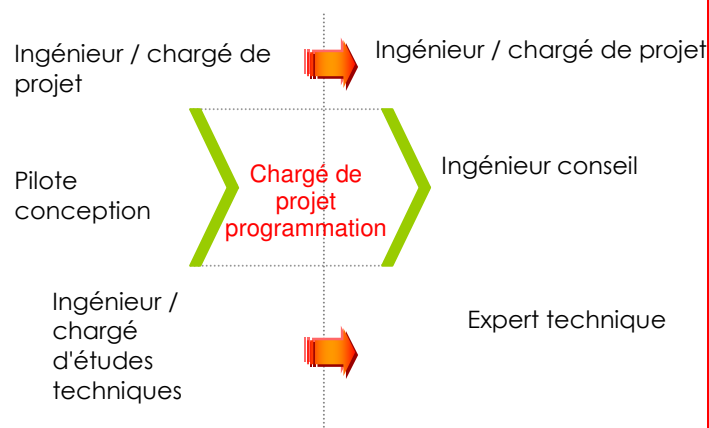 Ingénieur / chargé de
projet
Ingénieur / chargé de projet
Pilote
conception
Chargé de
projet
programmation
Ingénieur conseil
Ingénieur /
chargé
d'études
techniques
Expert technique